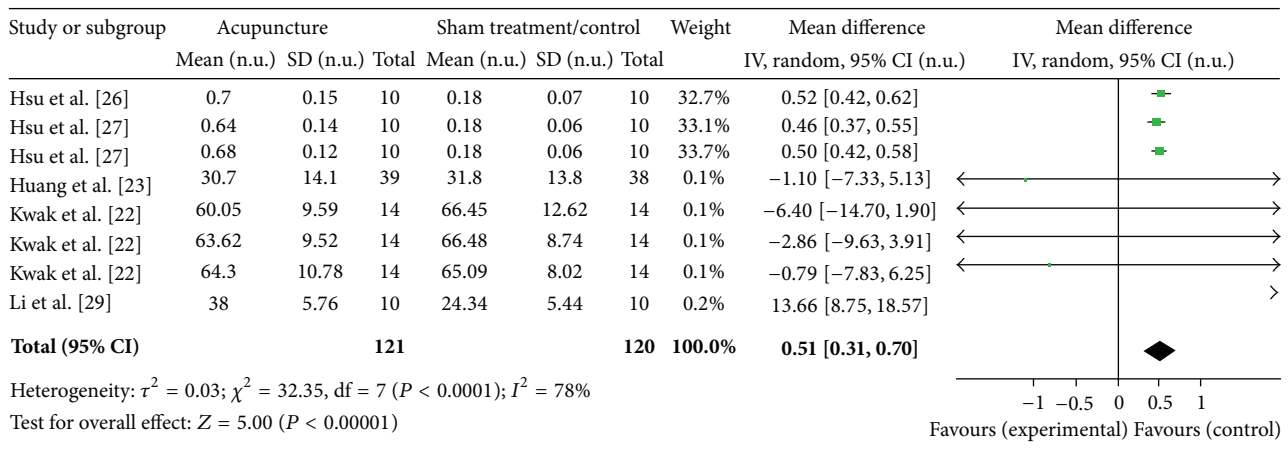 Study or subgroup Acupuncture Sham treatment/control Weight Mean difference Mean difference
Mean (n.u.) SD (n.u.) Total Mean (n.u.) SD (n.u.) Total IV, random, 95% CI (n.u.) IV, random, 95% CI (n.u.)
Hsu et al. [26] 0.7 0.15 10 0.18 0.07 10 32.7% 0.52 [0.42, 0.62]
Hsu et al. [27] 0.64 0.14 10 0.18 0.06 10 33.1% 0.46 [0.37, 0.55]
Hsu et al. [27] 0.68 0.12 10 0.18 0.06 10 33.7% 0.50 [0.42, 0.58]
Huang et al. [23] 30.7 14.1 39 31.8 13.8 38 0.1% −1.10 [−7.33, 5.13]
Kwak et al. [22] 60.05 9.59 14 66.45 12.62 14 0.1% −6.40 [−14.70, 1.90]
Kwak et al. [22] 63.62 9.52 14 66.48 8.74 14 0.1% −2.86 [−9.63, 3.91]
Kwak et al. [22] 64.3 10.78 14 65.09 8.02 14 0.1% −0.79 [−7.83, 6.25]
Li et al. [29] 38 5.76 10 24.34 5.44 10 0.2% 13.66 [8.75, 18.57]
Total (95% CI) 121 120 100.0% 0.51 [0.31, 0.70]
Heterogeneity: τ² = 0.03; χ² = 32.35, df = 7 (P < 0.0001); I² = 78%
Test for overall effect: Z = 5.00 (P < 0.00001)
−1 −0.5 0 0.5 1
Favours (experimental) Favours (control)